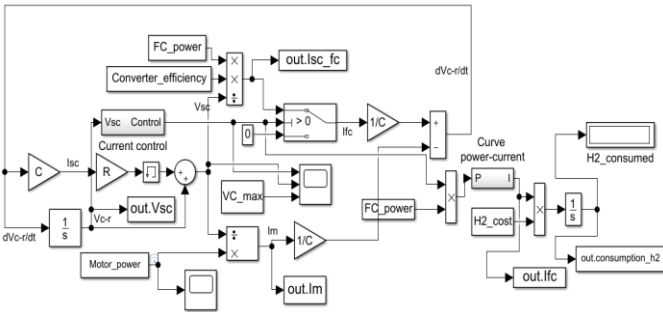 FC_power
out.Isc_fc
dVc-r/dt
Converter_efficiency
×
×
÷
Vsc
Vsc Control
> 0
Ifc
1/C
+
−
0
Current control
Curve
power-current
H2_consumed
C
Isc
R
+
+
P I
VC_max
FC_power
×
×
H2_cost
1
s
out.Vsc
Vc-r
1
s
dVc-r/dt
÷
×
Im
1/C
Motor_power
out.Im
out.Ifc
out.consumption_h2